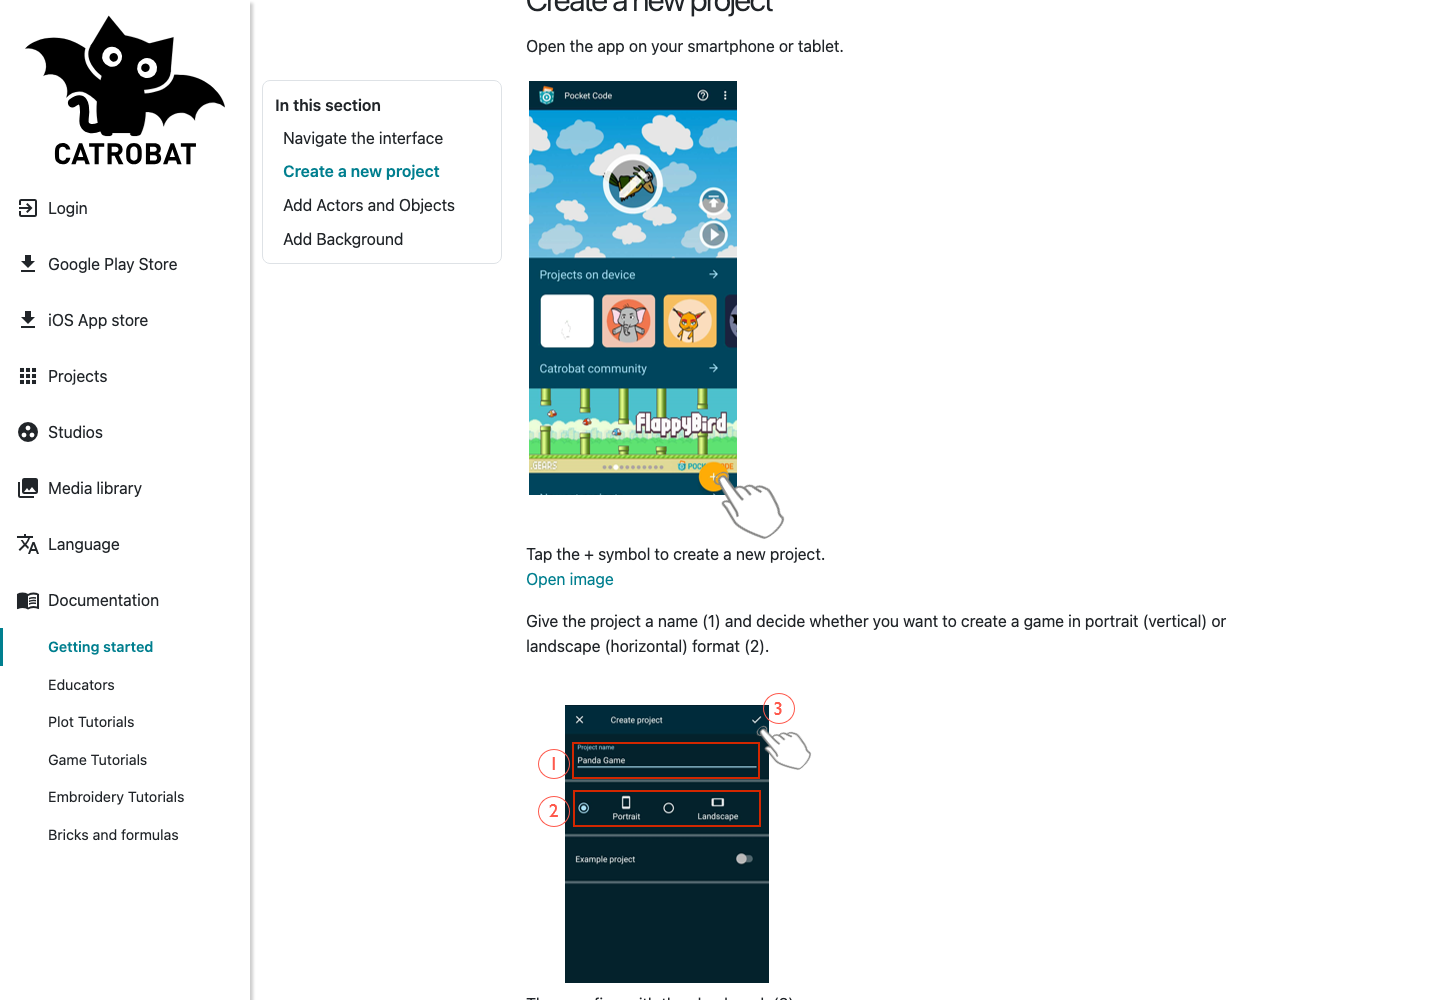 CATROBAT
Login
Google Play Store
iOS App store
Projects
Studios
Media library
Language
Documentation
Getting started
Educators
Plot Tutorials
Game Tutorials
Embroidery Tutorials
Bricks and formulas
In this section
Navigate the interface
Create a new project
Add Actors and Objects
Add Background
Create a new project
Open the app on your smartphone or tablet.
Pocket Code
Projects on device
Catrobat community
FlappyBird
Tap the + symbol to create a new project.
Open image
Give the project a name (1) and decide whether you want to create a game in portrait (vertical) or
landscape (horizontal) format (2).
3
Create project
1
Project name
Panda Game
2
Portrait
Landscape
Example project